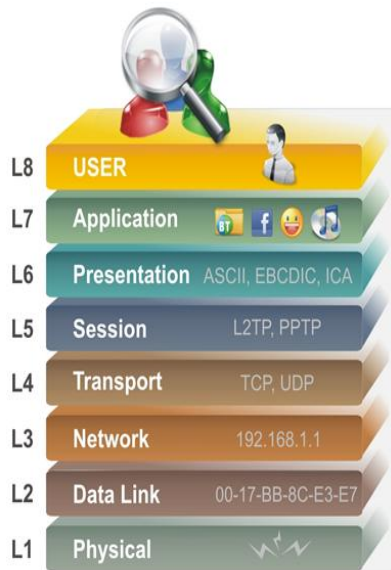 L8 USER
L7 Application BT f
L6 Presentation ASCII, EBCDIC, ICA
L5 Session L2TP, PPTP
L4 Transport TCP, UDP
L3 Network 192.168.1.1
L2 Data Link 00-17-BB-8C-E3-E7
L1 Physical